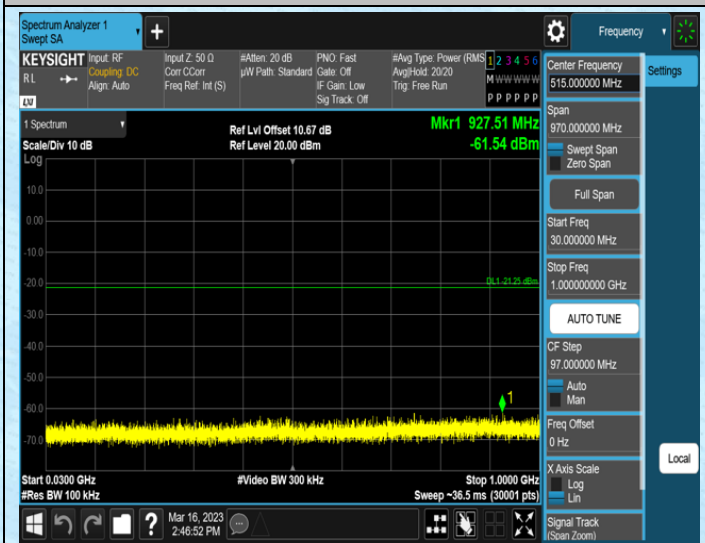 Spectrum Analyzer 1
Swept SA
+
Frequency
KEYSIGHT
RL
LXI
Input: RF
Coupling: DC
Align: Auto
Input Z: 50 Ω
Corr CCorr
Freq Ref: Int (S)
#Atten: 20 dB
µW Path: Standard
PNO: Fast
Gate: Off
IF Gain: Low
Sig Track: Off
#Avg Type: Power (RMS
Avg|Hold: 20/20
Trig: Free Run
1 2 3 4 5 6
M W W W W W
P P P P P P
1 Spectrum
Scale/Div 10 dB
Log
Ref Lvl Offset 10.67 dB
Ref Level 20.00 dBm
Mkr1 927.51 MHz
-61.54 dBm
10.0
0.00
-10.0
-20.0
-30.0
-40.0
-50.0
-60.0
-70.0
DL1 -21.25 dBm
1
Start 0.0300 GHz
#Res BW 100 kHz
#Video BW 300 kHz
Stop 1.0000 GHz
Sweep ~36.5 ms (30001 pts)
?
Mar 16, 2023
2:46:52 PM
Center Frequency
515.000000 MHz
Span
970.000000 MHz
Swept Span
Zero Span
Full Span
Start Freq
30.000000 MHz
Stop Freq
1.000000000 GHz
AUTO TUNE
CF Step
97.000000 MHz
Auto
Man
Freq Offset
0 Hz
X Axis Scale
Log
Lin
Signal Track
(Span Zoom)
Settings
Local